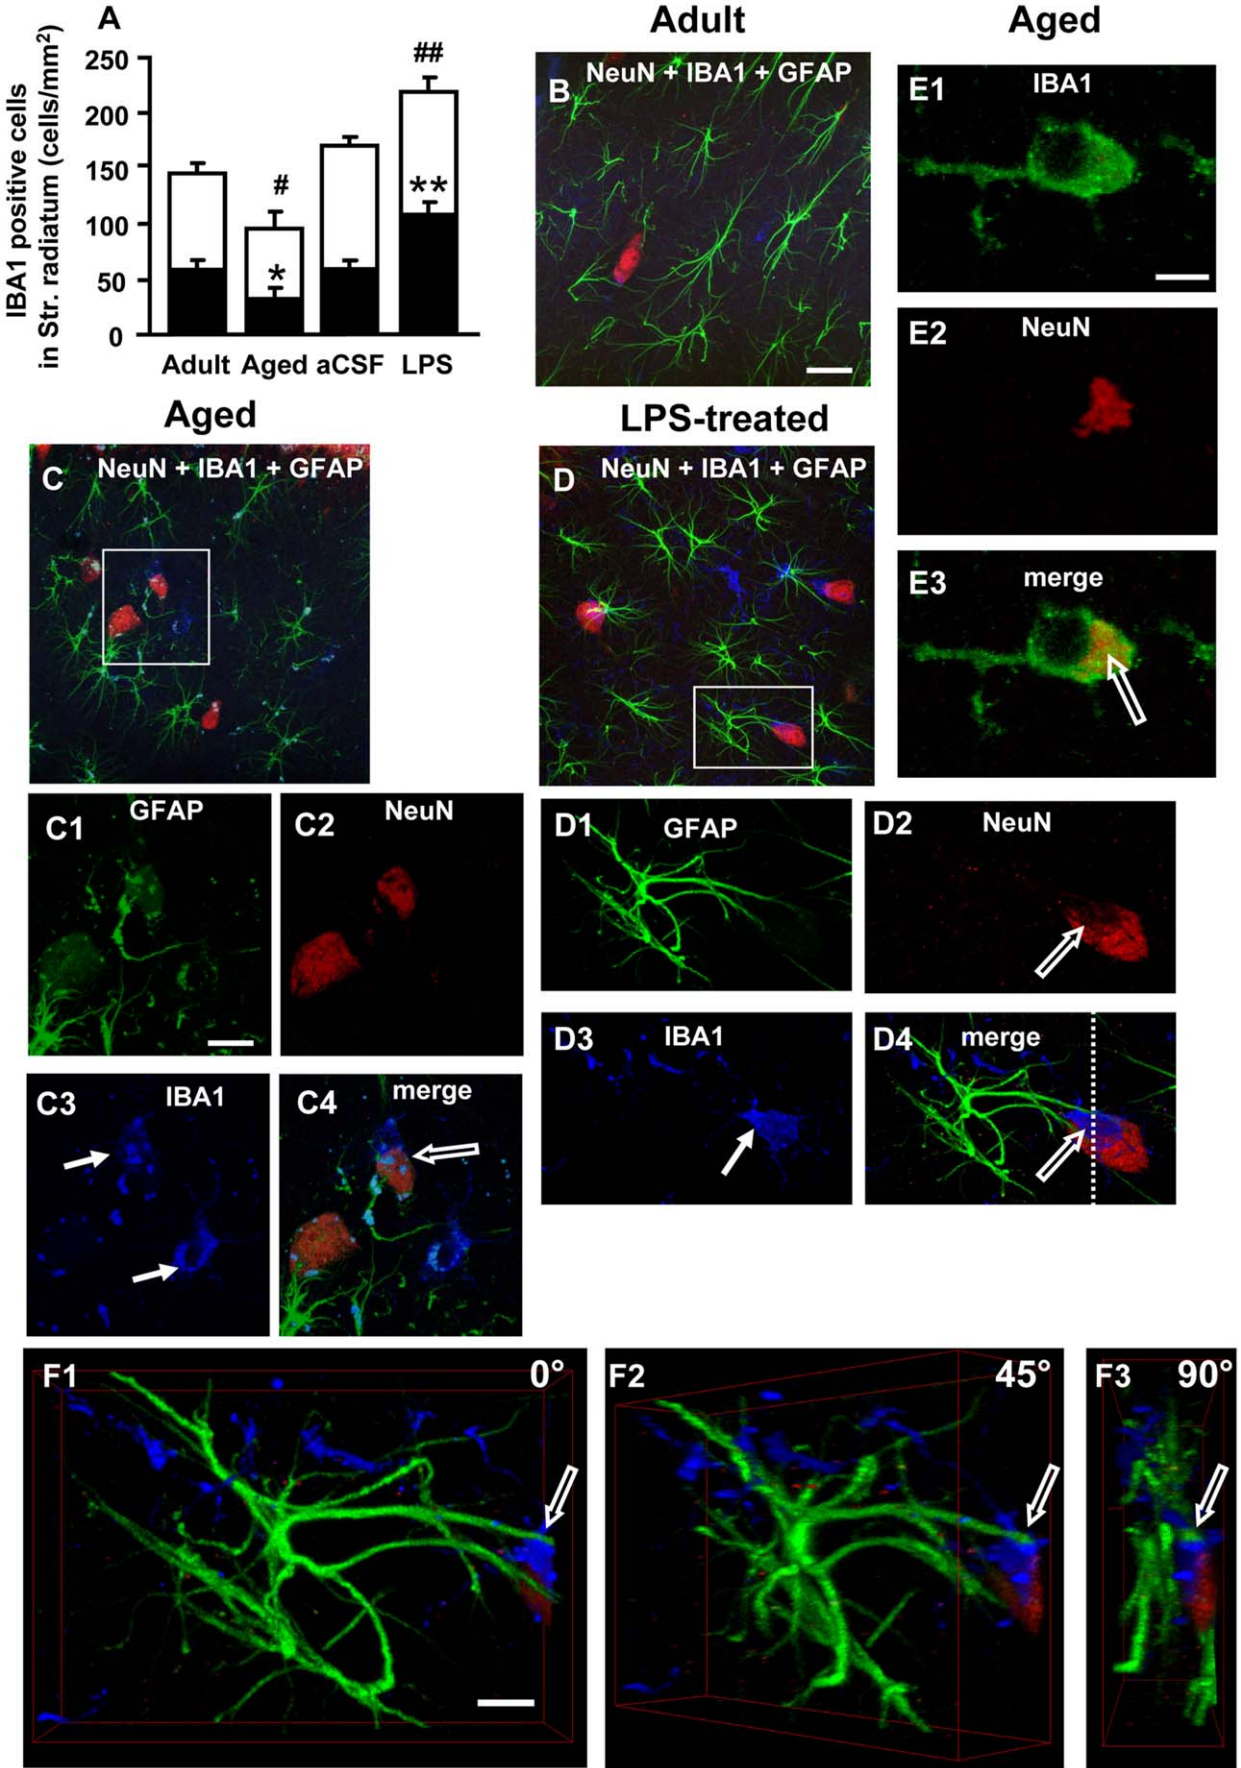 A
IBA1 positive cells
in Str. radiatum (cells/mm²)
250
200
150
100
50
0
#
##
*
**
Adult Aged aCSF LPS
Adult
B
NeuN + IBA1 + GFAP
Aged
E1
IBA1
E2
NeuN
E3
merge
Aged
C
NeuN + IBA1 + GFAP
LPS-treated
D
NeuN + IBA1 + GFAP
C1
GFAP
C2
NeuN
C3
IBA1
C4
merge
D1
GFAP
D2
NeuN
D3
IBA1
D4
merge
F1
0°
F2
45°
F3
90°